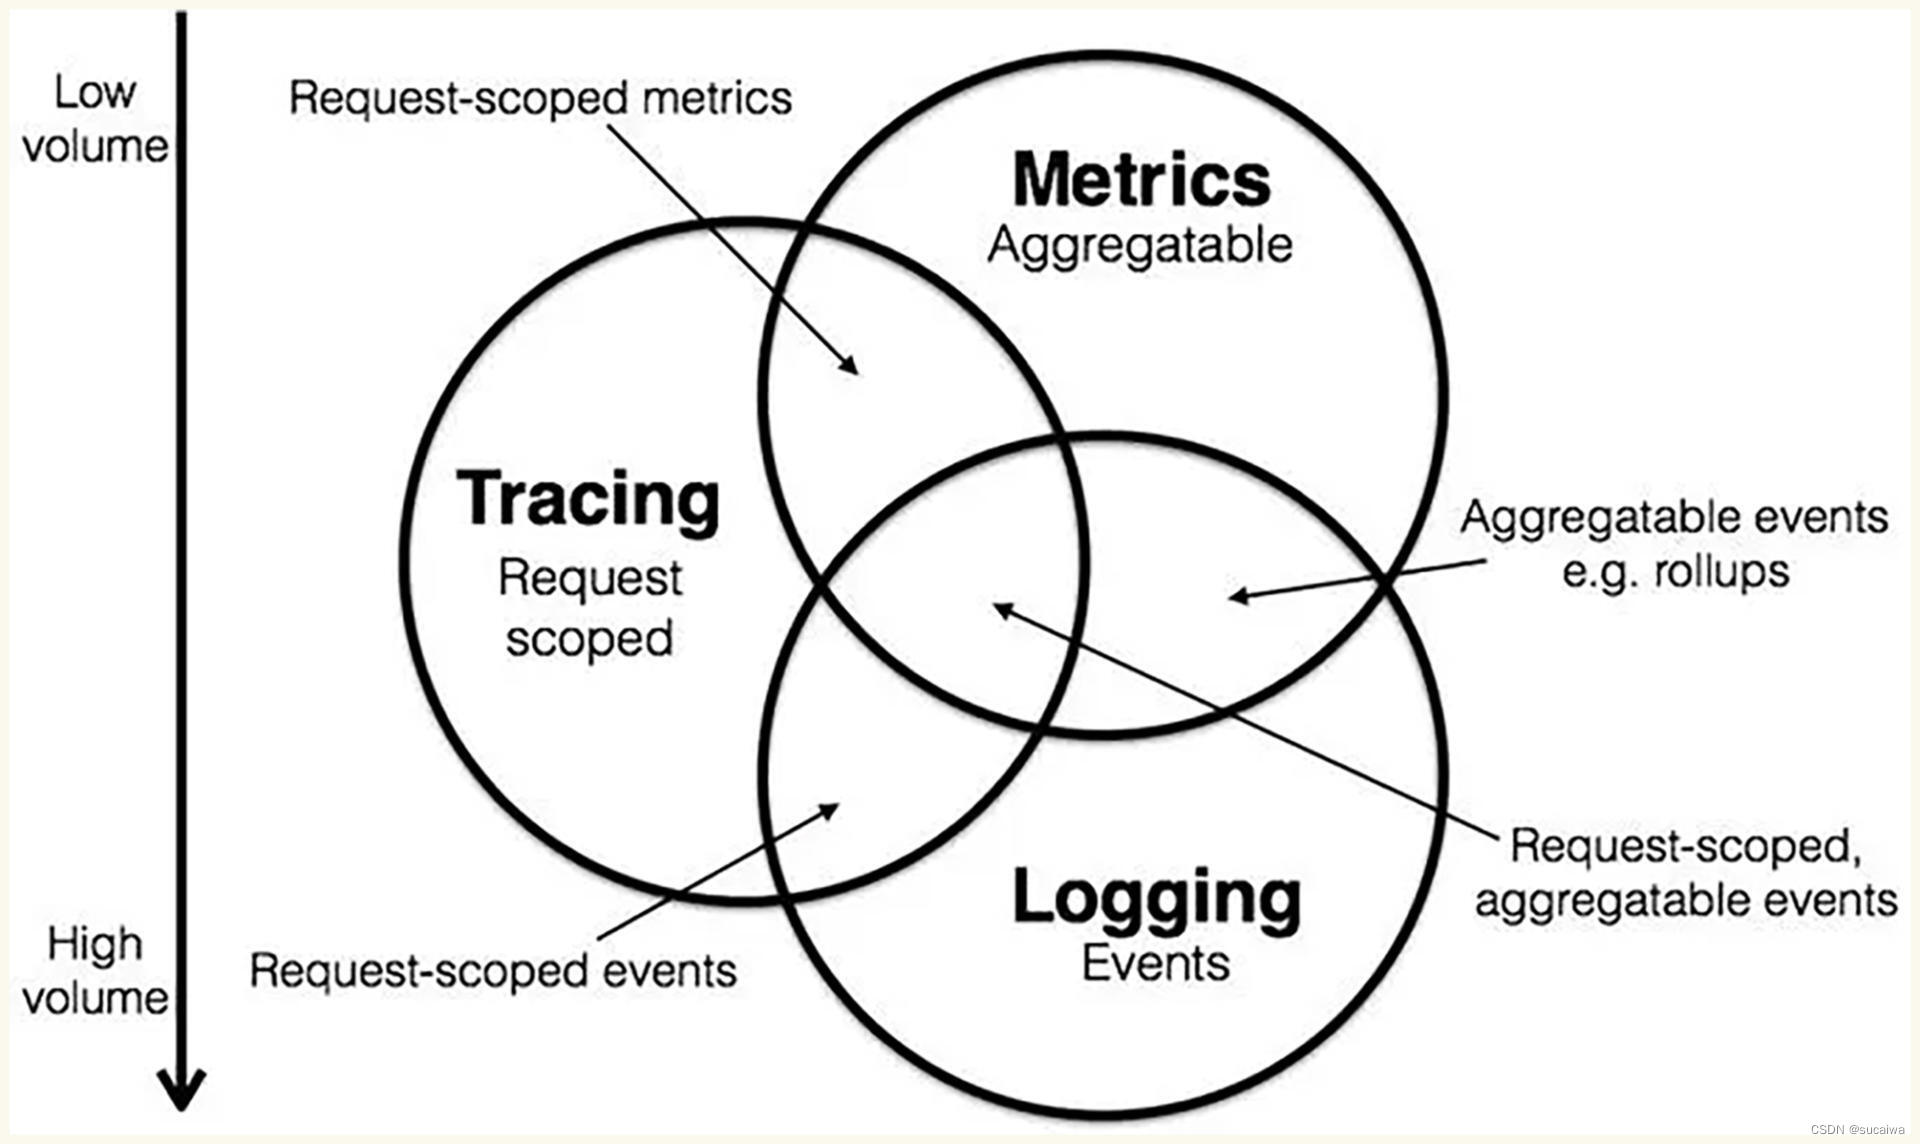 Low
volume
Request-scoped metrics
Metrics
Aggregatable
Tracing
Request
scoped
Aggregatable events
e.g. rollups
Logging
Events
Request-scoped,
aggregatable events
High
volume
Request-scoped events
CSDN @sucaiwa